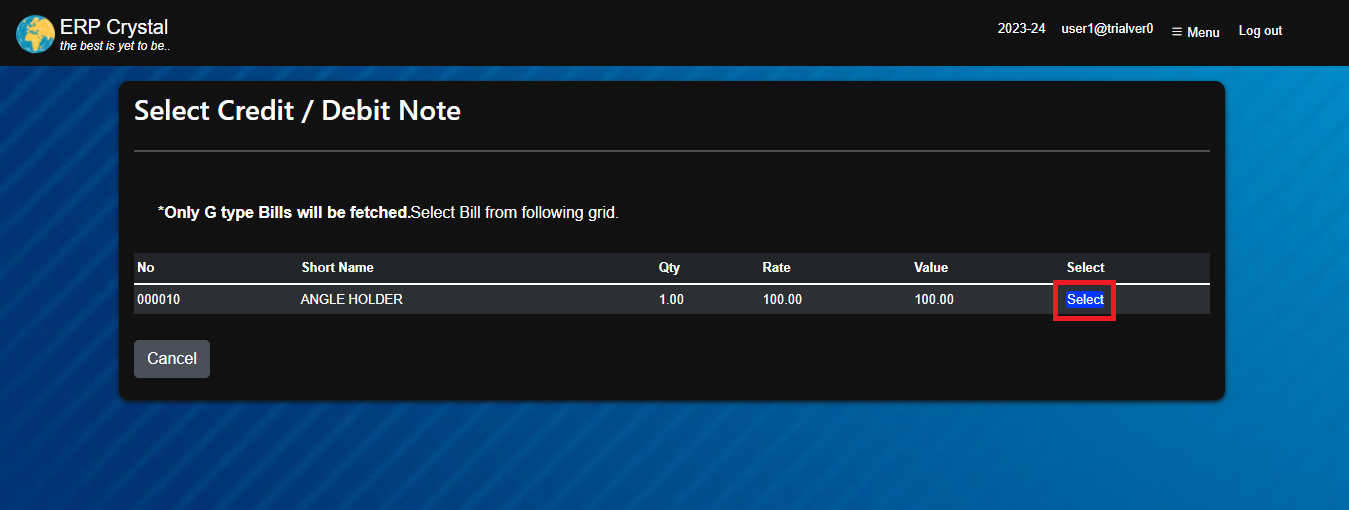 ERP Crystal
the best is yet to be..
2023-24 user1@trialver0 ≡ Menu Log out
Select Credit / Debit Note
*Only G type Bills will be fetched.Select Bill from following grid.
No Short Name Qty Rate Value Select
000010 ANGLE HOLDER 1.00 100.00 100.00 Select
Cancel